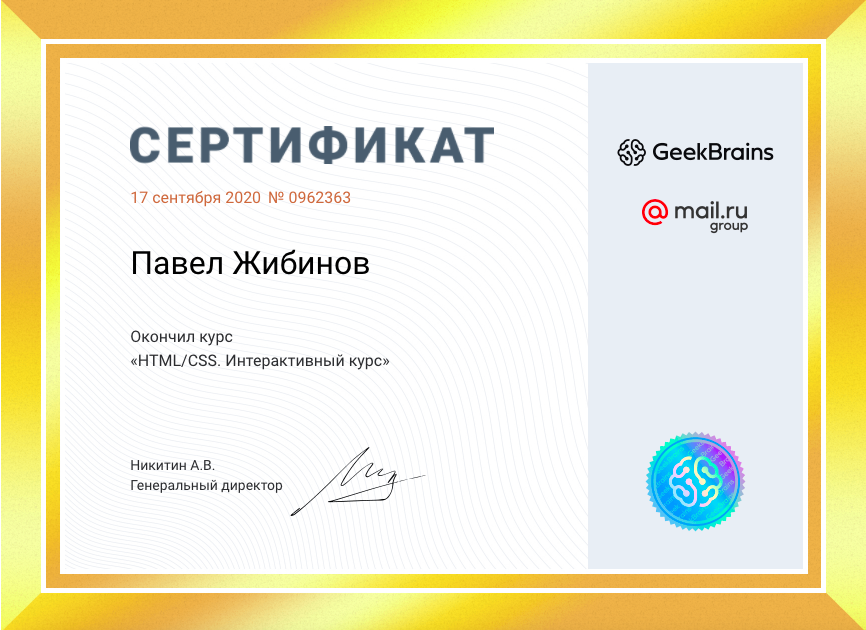 СЕРТИФИКАТ
17 сентября 2020 № 0962363
Павел Жибинов
Окончил курс
«HTML/CSS. Интерактивный курс»
Никитин А.В.
Генеральный директор
GeekBrains
@mail.ru
group